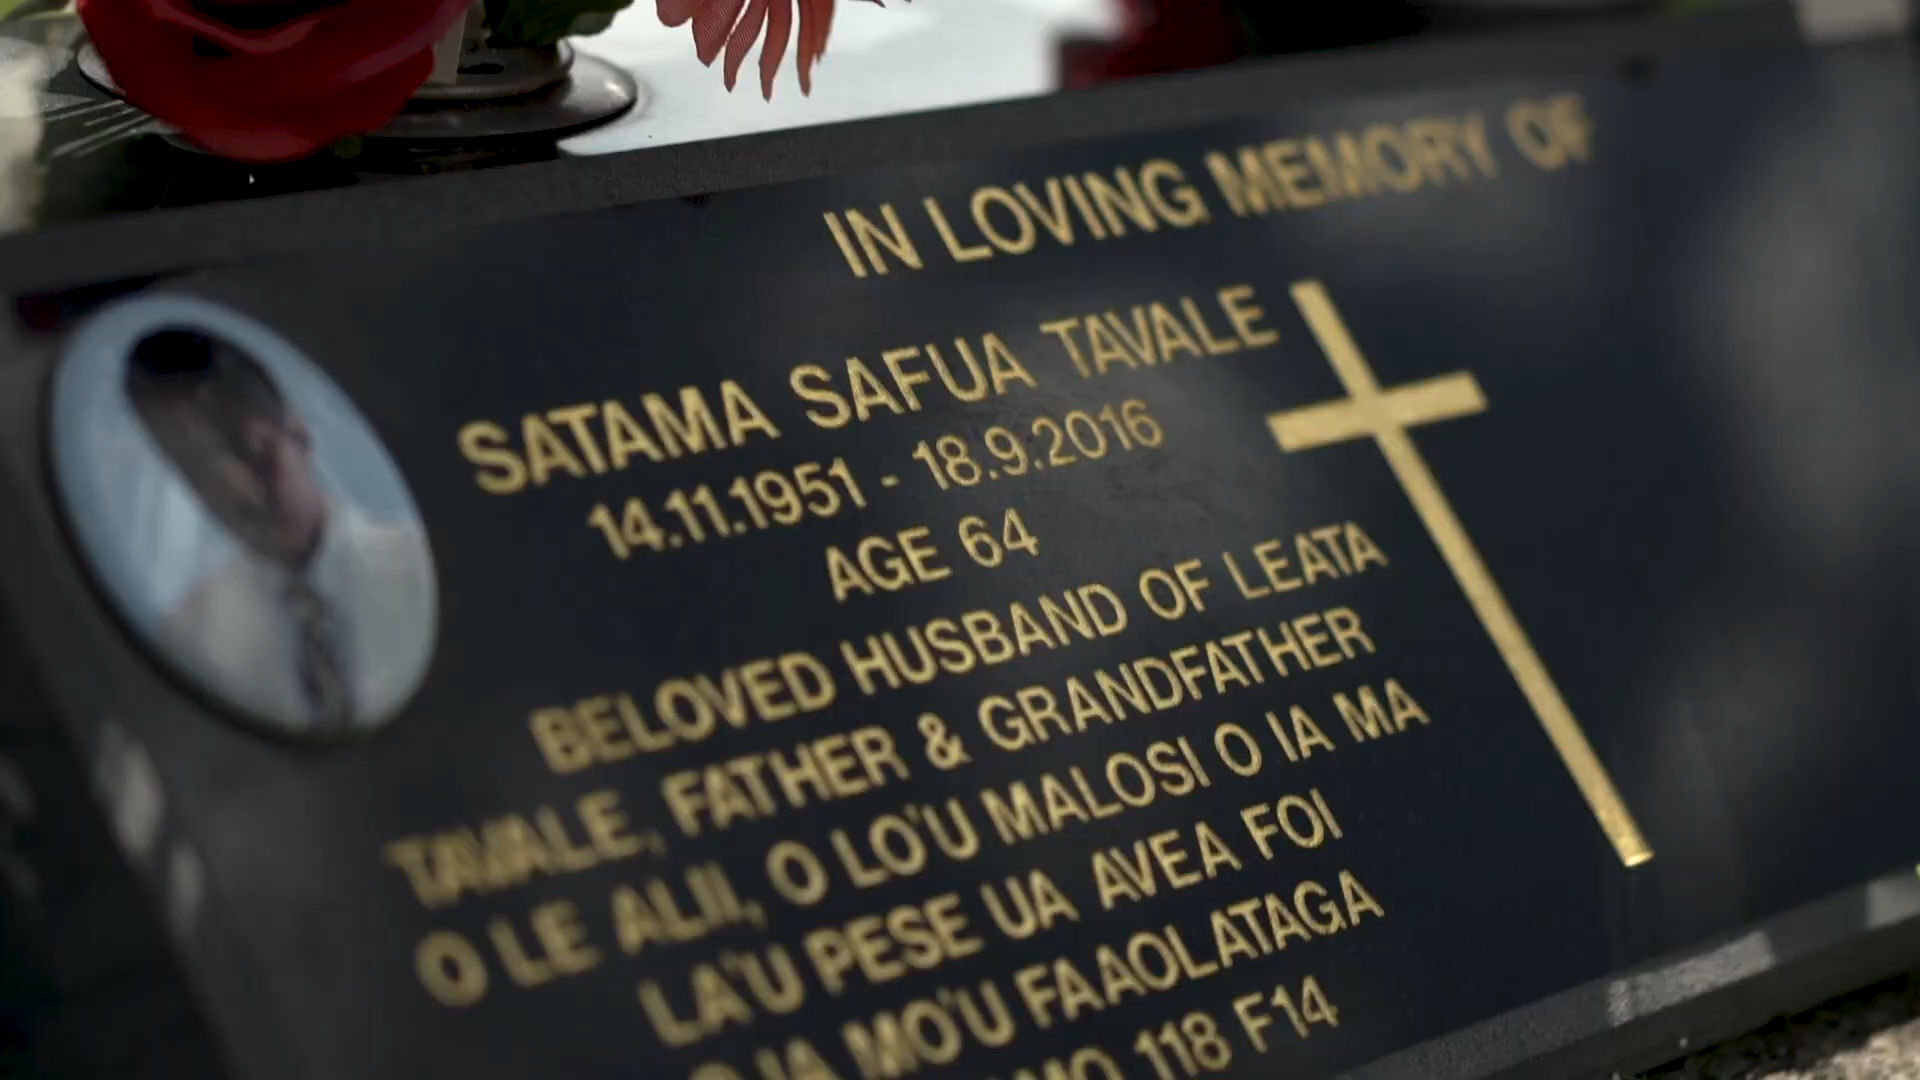 IN LOVING MEMORY OF
SATAMA SAFUA TAVALE
14.11.1951 - 18.9.2016
AGE 64
BELOVED HUSBAND OF LEATA
TAVALE, FATHER & GRANDFATHER
O LE ALII, O LO'U MALOSI O IA MA
LA'U PESE UA AVEA FOI
O IA MO'U FAAOLATAGA
118 F14